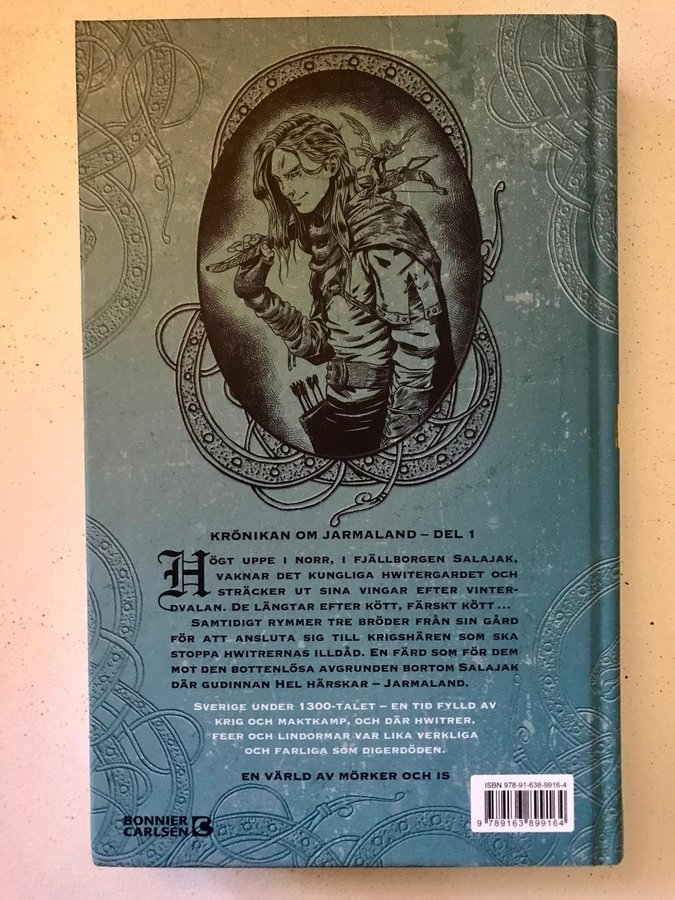 KRÖNIKAN OM JARMALAND – DEL 1
HÖGT UPPE I NORR, I FJÄLLBORGEN SALAJAK,
VAKNAR DET KUNGLIGA HWITERGARDET OCH
STRÄCKER UT SINA VINGAR EFTER VINTER-
DVALAN. DE LÄNGTAR EFTER KÖTT, FÄRSKT KÖTT ...
SAMTIDIGT RYMMER TRE BRÖDER FRÅN SIN GÅRD
FÖR ATT ANSLUTA SIG TILL KRIGSHÄREN SOM SKA
STOPPA HWITRERNAS ILLDÅD. EN FÄRD SOM FÖR DEM
MOT DEN BOTTENLÖSA AVGRUNDEN BORTOM SALAJAK
DÄR GUDINNAN HEL HÄRSKAR – JARMALAND.
SVERIGE UNDER 1300-TALET – EN TID FYLLD AV
KRIG OCH MAKTKAMP, OCH DÄR HWITRER,
FEER OCH LINDORMAR VAR LIKA VERKLIGA
OCH FARLIGA SOM DIGERDÖDEN.
EN VÄRLD AV MÖRKER OCH IS
BONNIER
CARLSEN
ISBN 978-91-638-9916-4
9 789163 899164